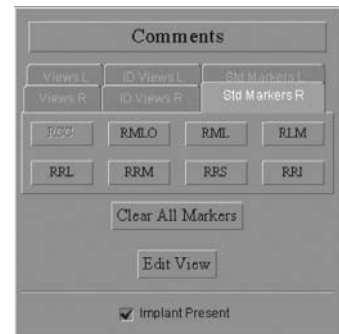 Comments
Views L ID Views L Std Markers L
Views R ID Views R Std Markers R
RCC RMLO RML RLM
RRL RRM RRS RRI
Clear All Markers
Edit View
Implant Present